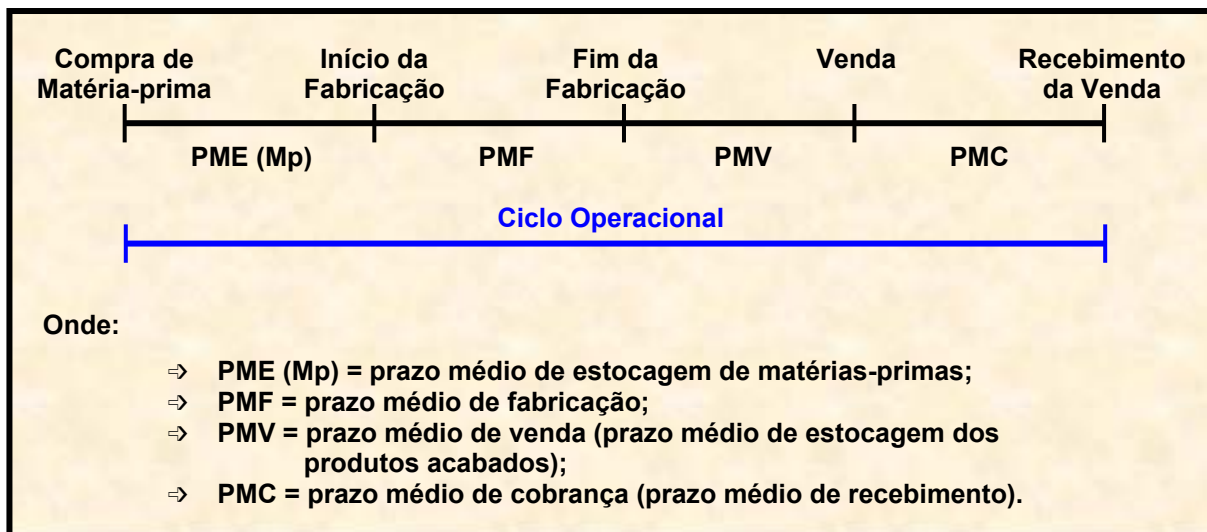 Compra de Matéria-prima
Início da Fabricação
Fim da Fabricação
Venda
Recebimento da Venda
PME (Mp)
PMF
PMV
PMC
Ciclo Operacional
Onde:
➩ PME (Mp) = prazo médio de estocagem de matérias-primas;
➩ PMF = prazo médio de fabricação;
➩ PMV = prazo médio de venda (prazo médio de estocagem dos
produtos acabados);
➩ PMC = prazo médio de cobrança (prazo médio de recebimento).